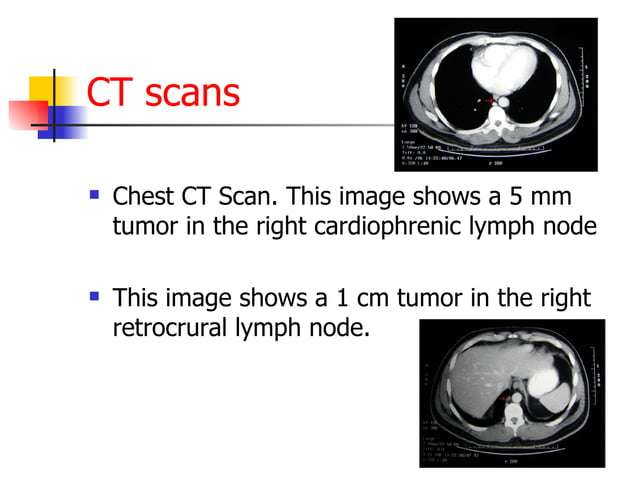 CT scans
Chest CT Scan. This image shows a 5 mm
tumor in the right cardiophrenic lymph node
This image shows a 1 cm tumor in the right
retrocrural lymph node.